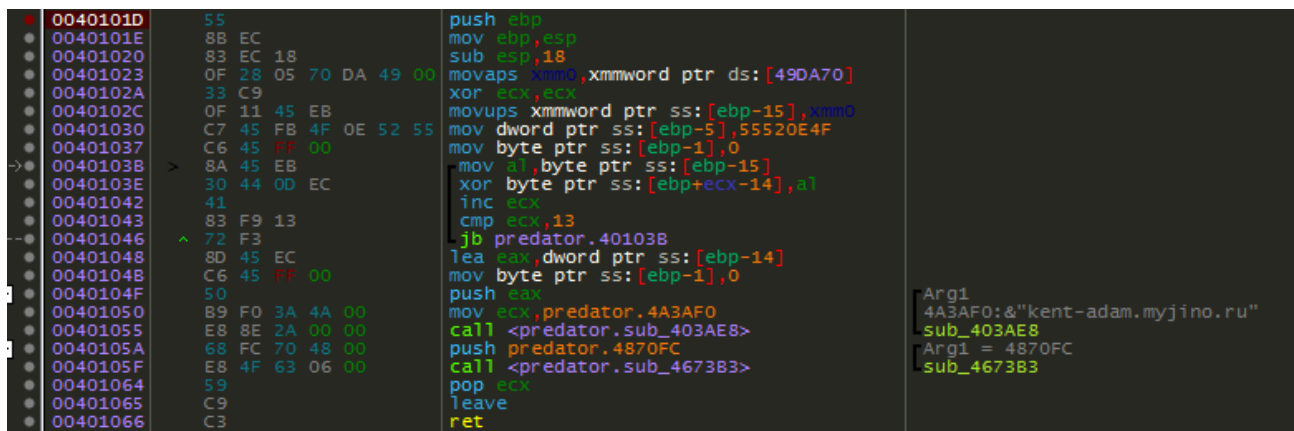 0040101D 55 push ebp
0040101E 8B EC mov ebp,esp
00401020 83 EC 18 sub esp,18
00401023 0F 28 05 70 DA 49 00 movaps xmm0,xmmword ptr ds:[49DA70]
0040102A 33 C9 xor ecx,ecx
0040102C 0F 11 45 EB movups xmmword ptr ss:[ebp-15],xmm0
00401030 C7 45 FB 4F 0E 52 55 mov dword ptr ss:[ebp-5],55520E4F
00401037 C6 45 FF 00 mov byte ptr ss:[ebp-1],0
0040103B > 8A 45 EB mov al,byte ptr ss:[ebp-15]
0040103E 30 44 0D EC xor byte ptr ss:[ebp+ecx-14],al
00401042 41 inc ecx
00401043 83 F9 13 cmp ecx,13
00401046 ^ 72 F3 jb predator.40103B
00401048 8D 45 EC lea eax,dword ptr ss:[ebp-14]
0040104B C6 45 FF 00 mov byte ptr ss:[ebp-1],0
0040104F 50 push eax Arg1
00401050 B9 F0 3A 4A 00 mov ecx,predator.4A3AF0 4A3AF0:&"kent-adam.myjino.ru"
00401055 E8 8E 2A 00 00 call <predator.sub_403AE8> sub_403AE8
0040105A 68 FC 70 48 00 push predator.4870FC Arg1 = 4870FC
0040105F E8 4F 63 06 00 call <predator.sub_4673B3> sub_4673B3
00401064 59 pop ecx
00401065 C9 leave
00401066 C3 ret